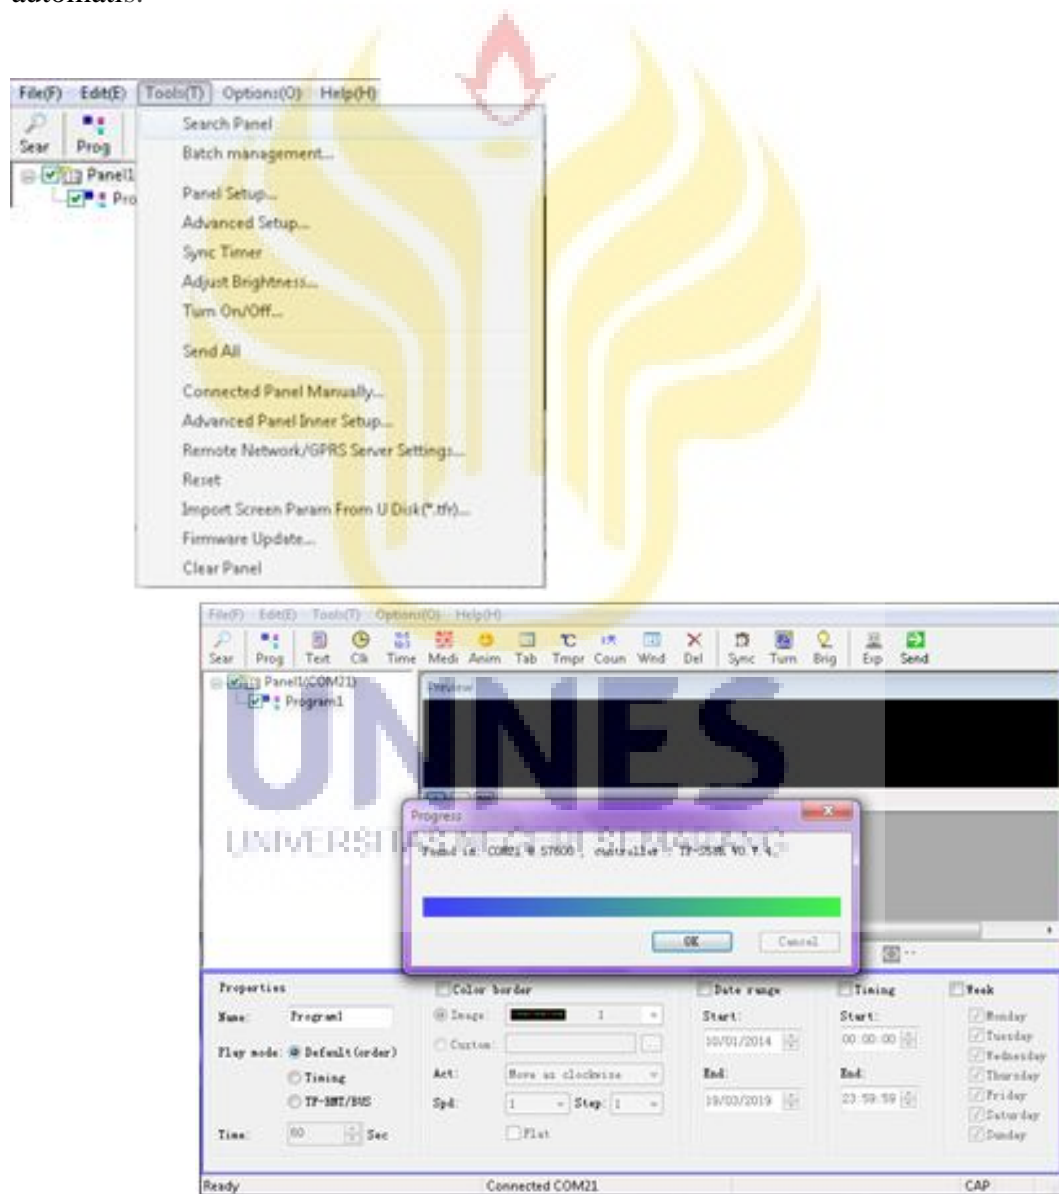 automatis.
File(F) Edit(E) Tools(T) Options(O) Help(H)
Sear Prog
Panel1
Pro
Search Panel
Batch management...
Panel Setup...
Advanced Setup...
Sync Timer
Adjust Brightness...
Turn On/Off...
Send All
Connected Panel Manually...
Advanced Panel Inner Setup...
Remote Network/GPRS Server Settings...
Reset
Import Screen Param From U Disk(*.tfr)...
Firmware Update...
Clear Panel
File(F) Edit(E) Tools(T) Options(O) Help(H)
Sear Prog Text Clk Time Medi Anim Tab Tmpr Coun Wnd Del Sync Turn Brig Exp Send
Panel1(COM21)
Program1
Preview
UNNES
UNIVERSITAS NEGERI SEMARANG
Progress
Found in: COM21 @ 57600 , controller :
OK Cancel
Properties
Name: Program1
Play mode: Default(order)
Timing
TF-BMT/BUS
Time: 60 Sec
Color border
Image: 1
Custom:
Act: Move as clockwise
Spd: 1 Step: 1
Flat
Date range
Start:
10/01/2014
End:
19/03/2019
Timing
Start:
00:00:00
End:
23:59:59
Week
Monday
Tuesday
Wednesday
Thursday
Friday
Saturday
Sunday
Ready Connected COM21 CAP